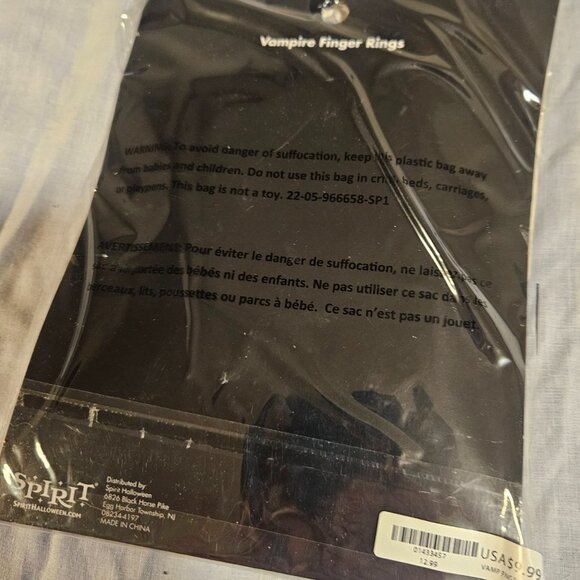 Vampire Finger Rings
WARNING: To avoid danger of suffucation, keep this plastic bag away
from babies and children. Do not use this bag in cribs, beds, carriages,
or playpens. This bag is not a toy. 22-05-966658-SP1
AVERTISSEMENT: Pour éviter le danger de suffocation, ne laissez pas ce
sac à la portée des bébés ni des enfants. Ne pas utiliser ce sac dans les
berceaux, lits, poussettes ou parcs à bébé. Ce sac n'est pas un jouet.
SPIRIT
SPIRITHALLOWEEN.COM
Distributed by
Spirit Halloween
6826 Black Horse Pike
Egg Harbor Township, NJ
08234-4197
MADE IN CHINA
01433457
12.99
USA$9.99
VAMP